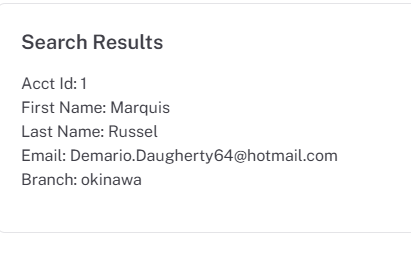 Search Results
Acct Id: 1
First Name: Marquis
Last Name: Russel
Email: Demario.Daugherty64@hotmail.com
Branch: okinawa